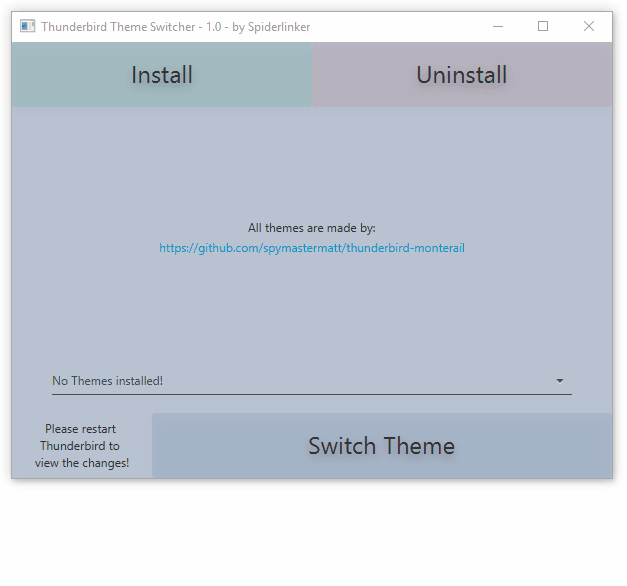 Thunderbird Theme Switcher - 1.0 - by Spiderlinker
Install
Uninstall
All themes are made by:
https://github.com/spymastermatt/thunderbird-monterail
No Themes installed!
Please restart
Thunderbird to
view the changes!
Switch Theme